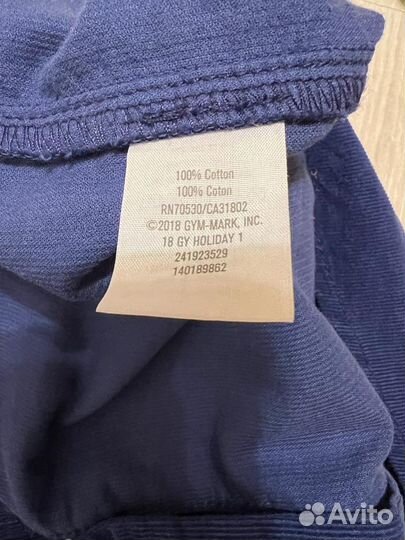 100% Cotton
100% Coton
RN70530/CA31802
©2018 GYM-MARK, INC.
18 GY HOLIDAY 1
241923529
140189862
Avito